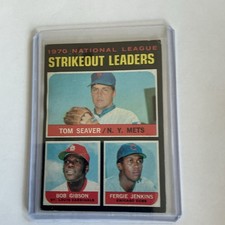 1970 NATIONAL LEAGUE
STRIKEOUT LEADERS
TOM SEAVER / N. Y. METS
BOB GIBSON
FERGIE JENKINS